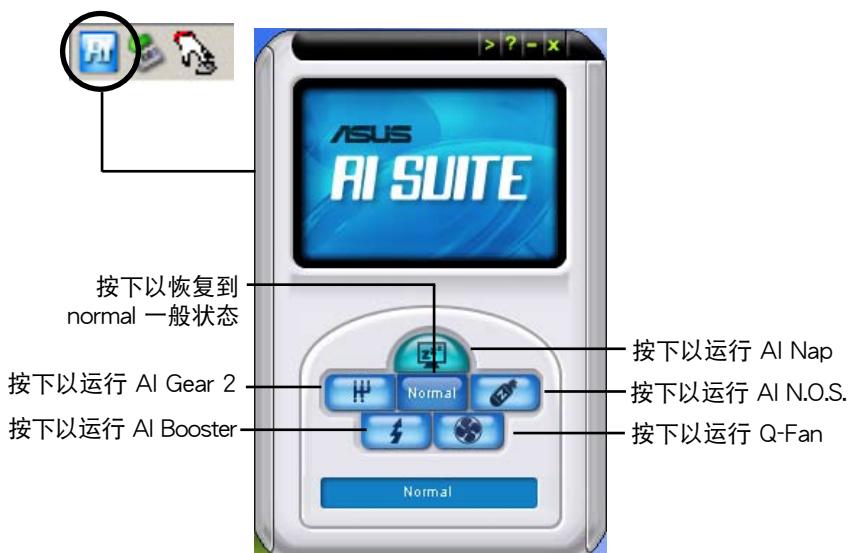 AI
> ? - x
ASUS
AI SUITE
按下以恢复到
normal 一般状态
z z z
按下以运行 AI Nap
按下以运行 AI Gear 2
Normal
按下以运行 AI N.O.S.
按下以运行 AI Booster
按下以运行 Q-Fan
Normal